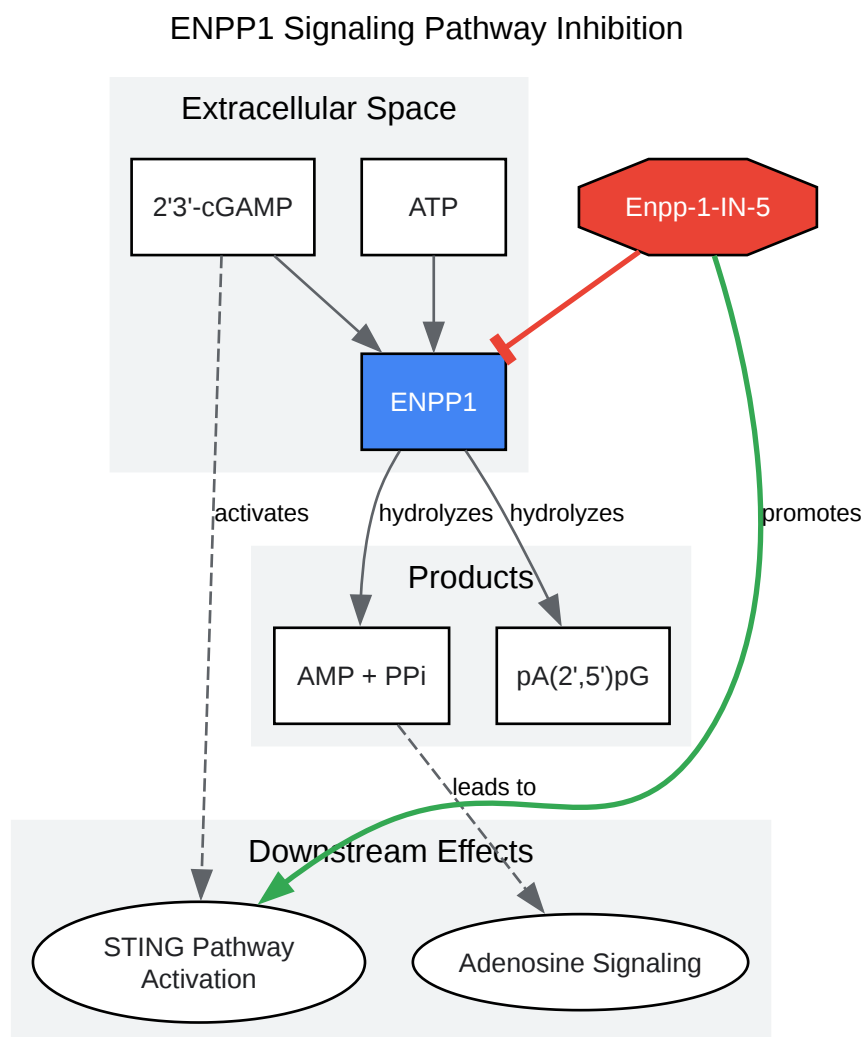 ENPP1 Signaling Pathway Inhibition
Extracellular Space
2'3'-cGAMP
ATP
Enpp-1-IN-5
ENPP1
activates
hydrolyzes
hydrolyzes
promotes
Products
AMP + PPi
pA(2',5')pG
leads to
Downstream Effects
STING Pathway
Activation
Adenosine Signaling